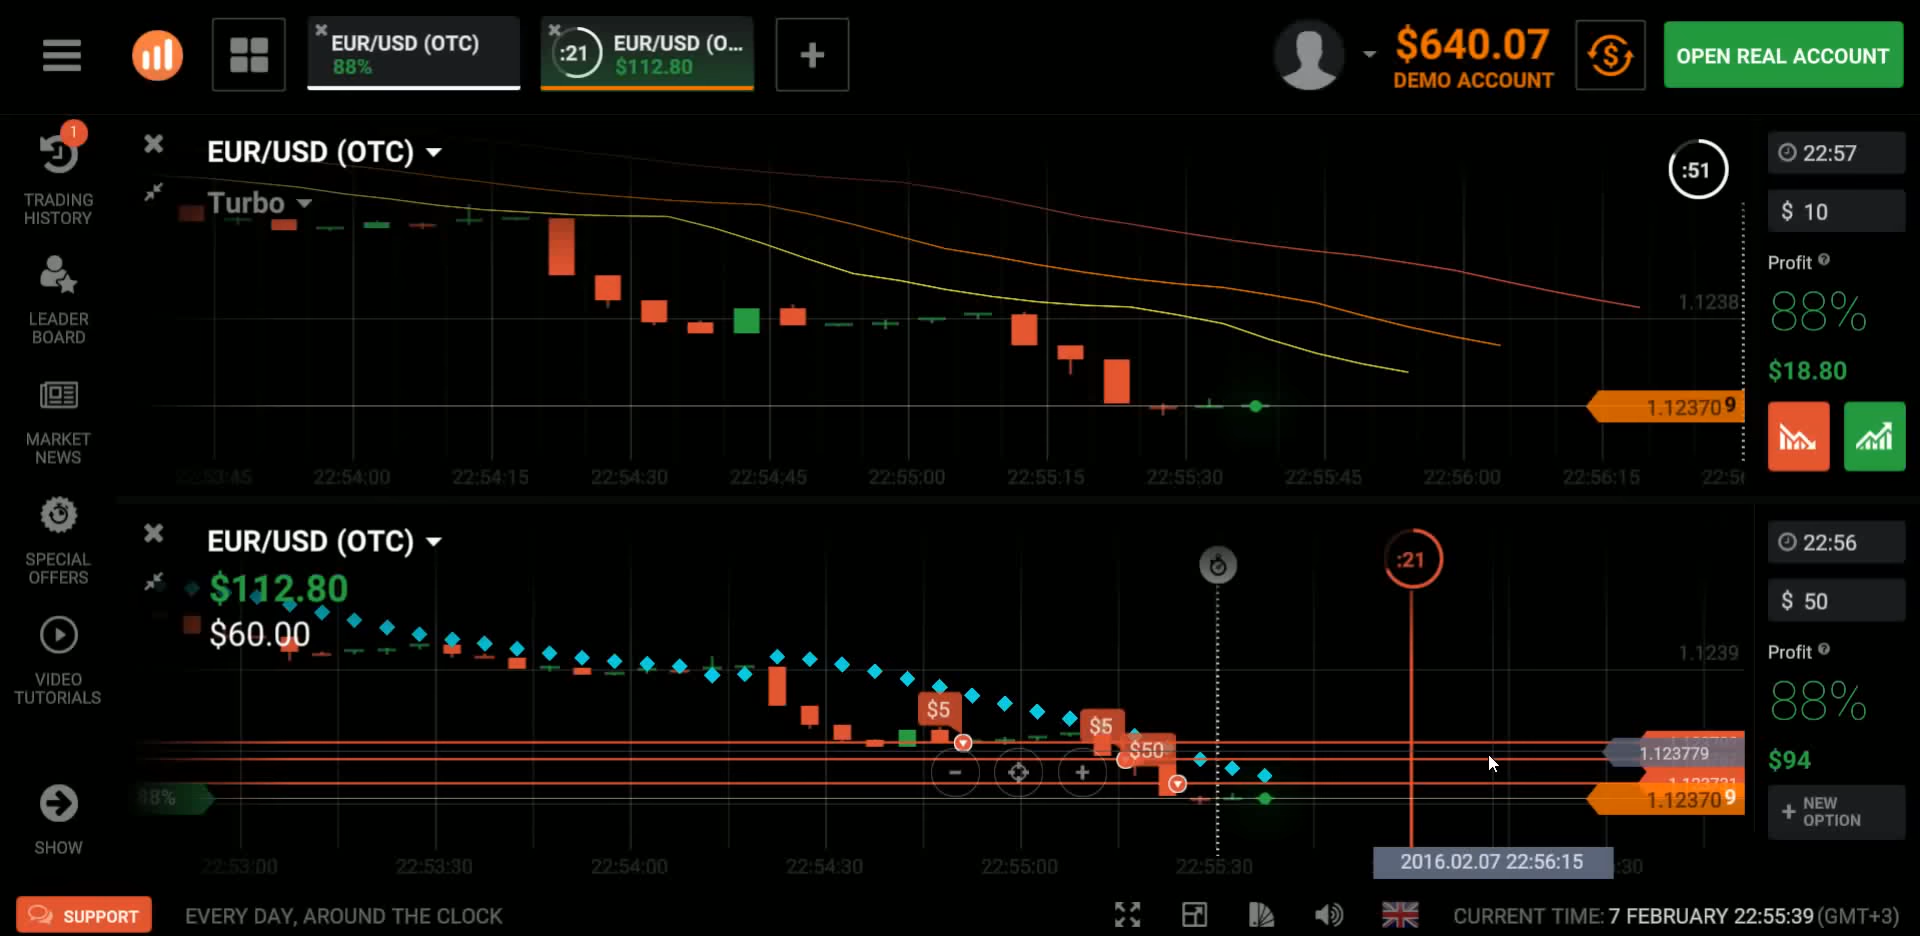 EUR/USD (OTC)
88%
:21
EUR/USD (O...
$112.80
$640.07
DEMO ACCOUNT
OPEN REAL ACCOUNT
1
TRADING
HISTORY
LEADER
BOARD
MARKET
NEWS
SPECIAL
OFFERS
VIDEO
TUTORIALS
SHOW
EUR/USD (OTC)
Turbo
:51
1.1238
1.123709
22:53:45 22:54:00 22:54:15 22:54:30 22:54:45 22:55:00 22:55:15 22:55:30 22:55:45 22:56:00 22:56:15
22:57
$ 10
Profit ?
88%
$18.80
EUR/USD (OTC)
$112.80
$60.00
:21
1.1239
$5
$5
$50
1.123779
1.123709
22:53:00 22:53:30 22:54:00 22:54:30 22:55:00 22:55:30
2016.02.07 22:56:15
:30
22:56
$ 50
Profit ?
88%
$94
+ NEW
OPTION
SUPPORT
EVERY DAY, AROUND THE CLOCK
CURRENT TIME: 7 FEBRUARY 22:55:39 (GMT+3)